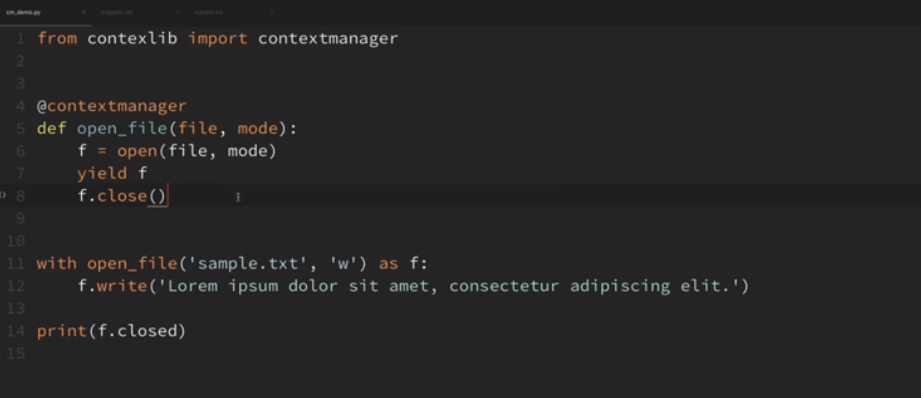 cm_demo.py
sample.txt
1 from contexlib import contextmanager
2
3
4 @contextmanager
5 def open_file(file, mode):
6     f = open(file, mode)
7     yield f
8     f.close()
9
10
11 with open_file('sample.txt', 'w') as f:
12     f.write('Lorem ipsum dolor sit amet, consectetur adipiscing elit.')
13
14 print(f.closed)
15